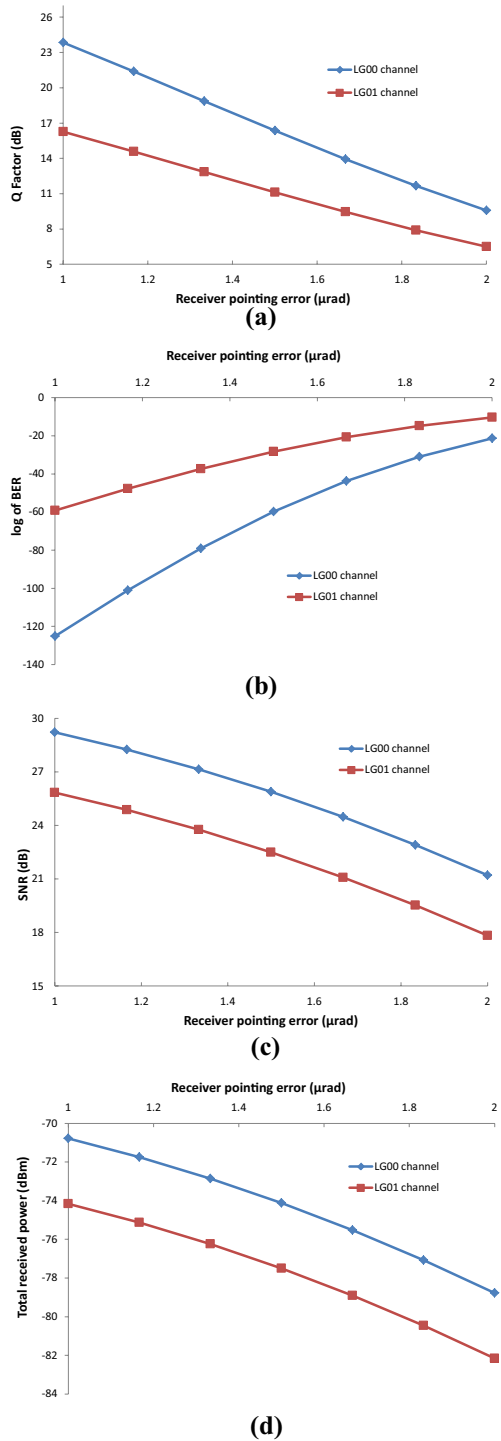 26
23
20
17
14
11
8
5
Q Factor (dB)
LG00 channel
LG01 channel
1 1.2 1.4 1.6 1.8 2
Receiver pointing error (µrad)
(a)
Receiver pointing error (µrad)
1 1.2 1.4 1.6 1.8 2
0
-20
-40
-60
-80
-100
-120
-140
log of BER
LG00 channel
LG01 channel
(b)
30
27
24
21
18
15
SNR (dB)
LG00 channel
LG01 channel
1 1.2 1.4 1.6 1.8 2
Receiver pointing error (µrad)
(c)
Receiver pointing error (µrad)
1 1.2 1.4 1.6 1.8 2
-70
-72
-74
-76
-78
-80
-82
-84
Total received power (dBm)
LG00 channel
LG01 channel
(d)